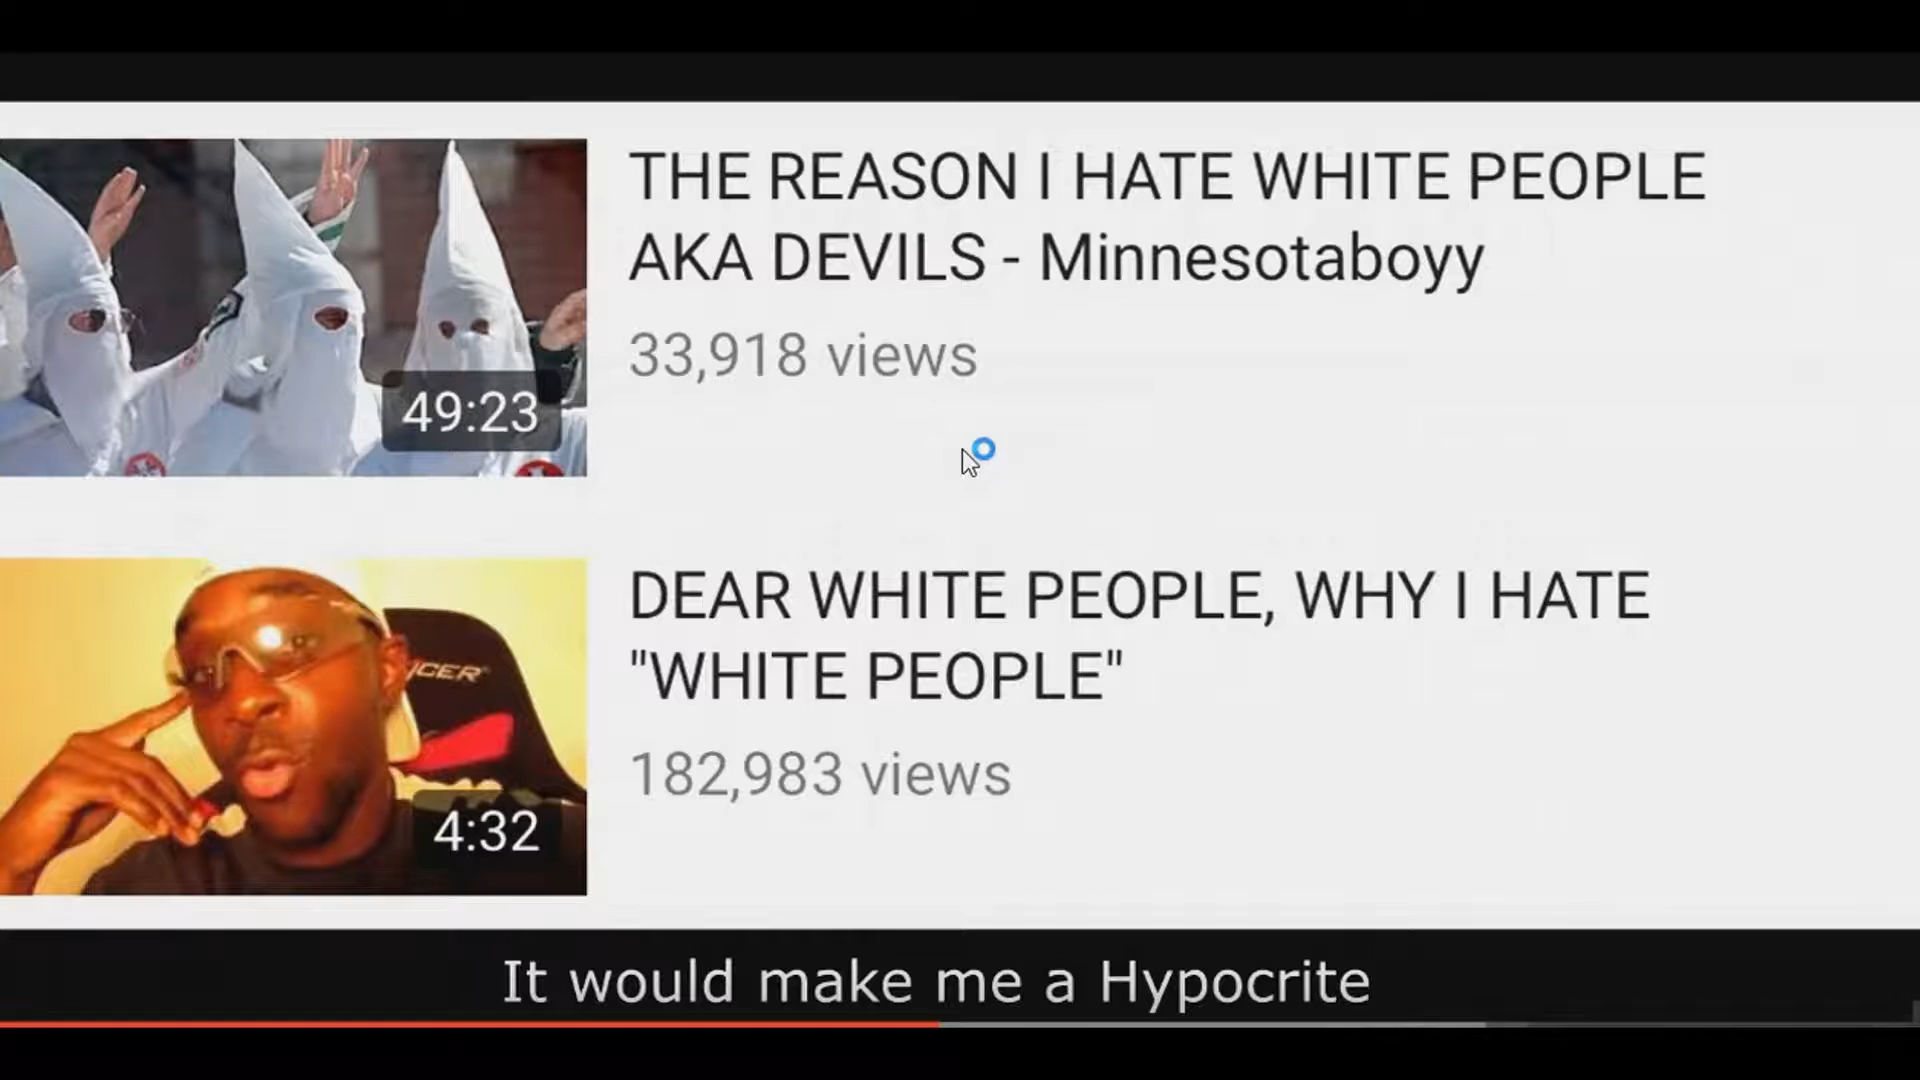 THE REASON I HATE WHITE PEOPLE
AKA DEVILS - Minnesotaboyy
33,918 views
49:23
DEAR WHITE PEOPLE, WHY I HATE
"WHITE PEOPLE"
182,983 views
4:32
It would make me a Hypocrite